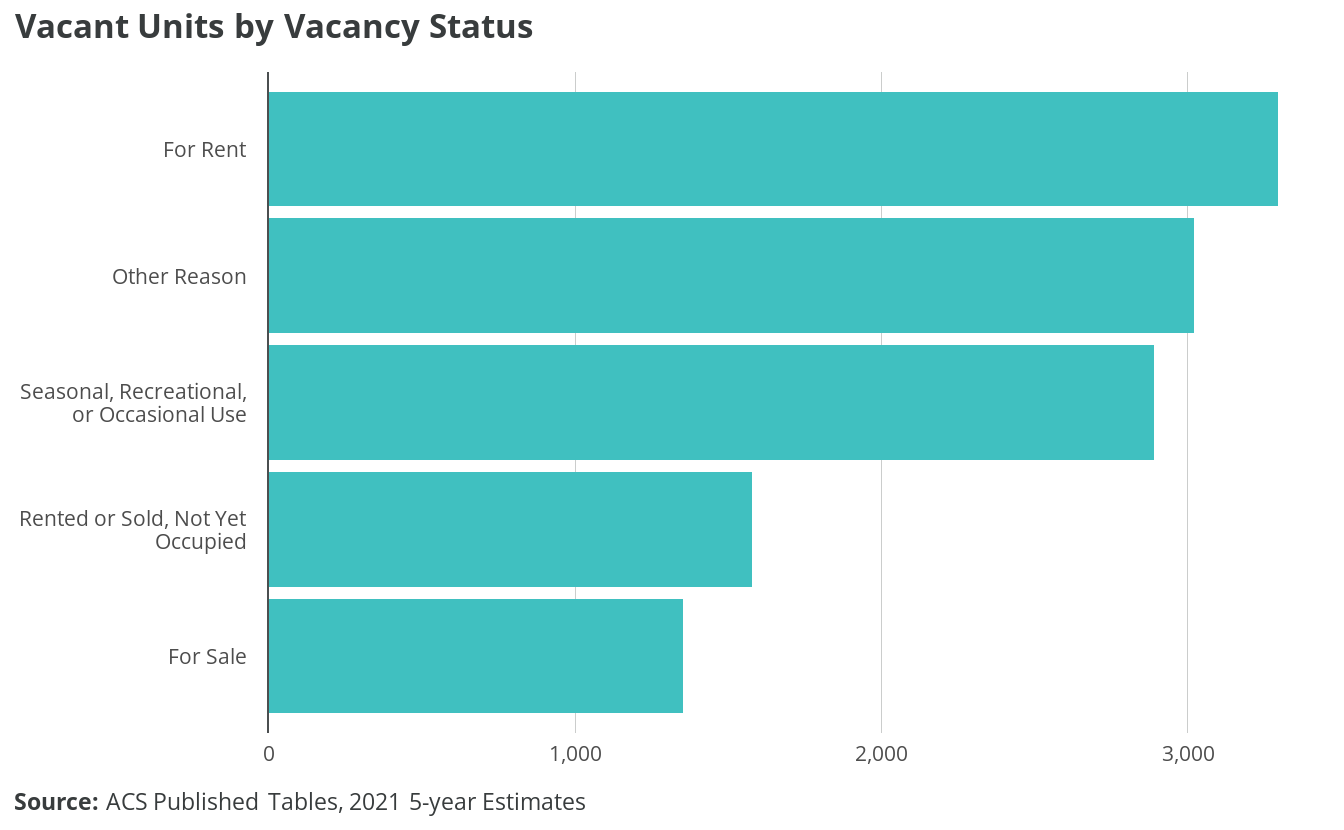 Vacant Units by Vacancy Status
For Rent
Other Reason
Seasonal, Recreational,
or Occasional Use
Rented or Sold, Not Yet
Occupied
For Sale
0 1,000 2,000 3,000
Source: ACS Published Tables, 2021 5-year Estimates